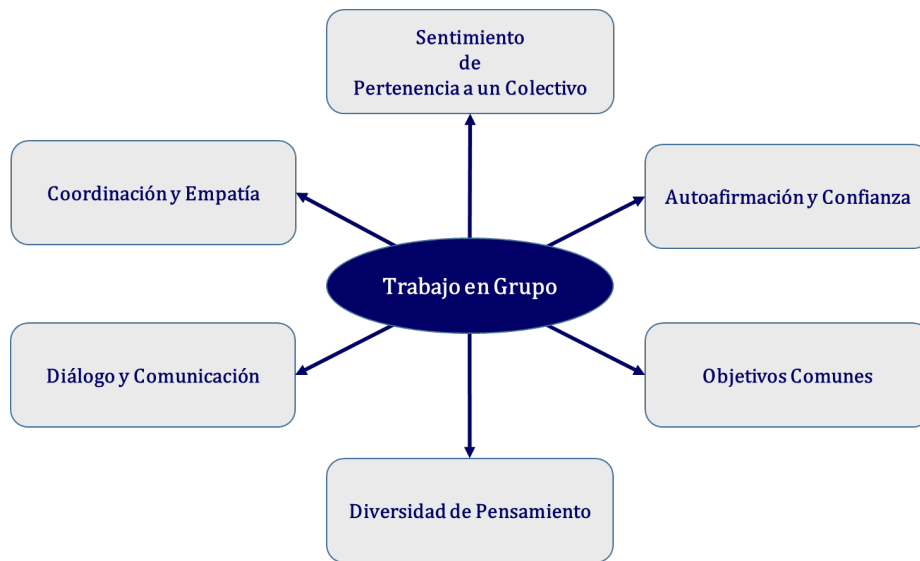 Sentimiento
de
Pertenencia a un Colectivo
Coordinación y Empatía
Autoafirmación y Confianza
Trabajo en Grupo
Diálogo y Comunicación
Objetivos Comunes
Diversidad de Pensamiento